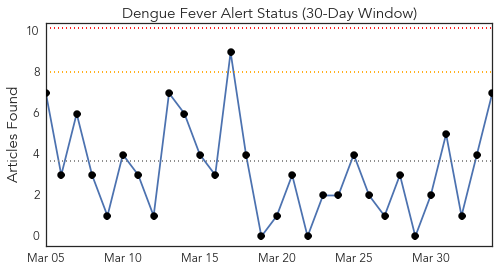 Dengue Fever Alert Status (30-Day Window)
Articles Found
10
8
6
4
2
0
Mar 05 Mar 10 Mar 15 Mar 20 Mar 25 Mar 30